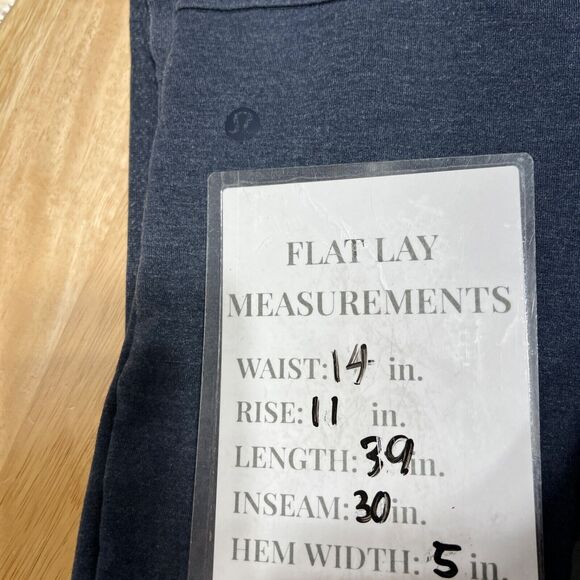 FLAT LAY
MEASUREMENTS
WAIST: 14 in.
RISE: 11 in.
LENGTH: 39 in.
INSEAM: 30 in.
HEM WIDTH: 5 in.